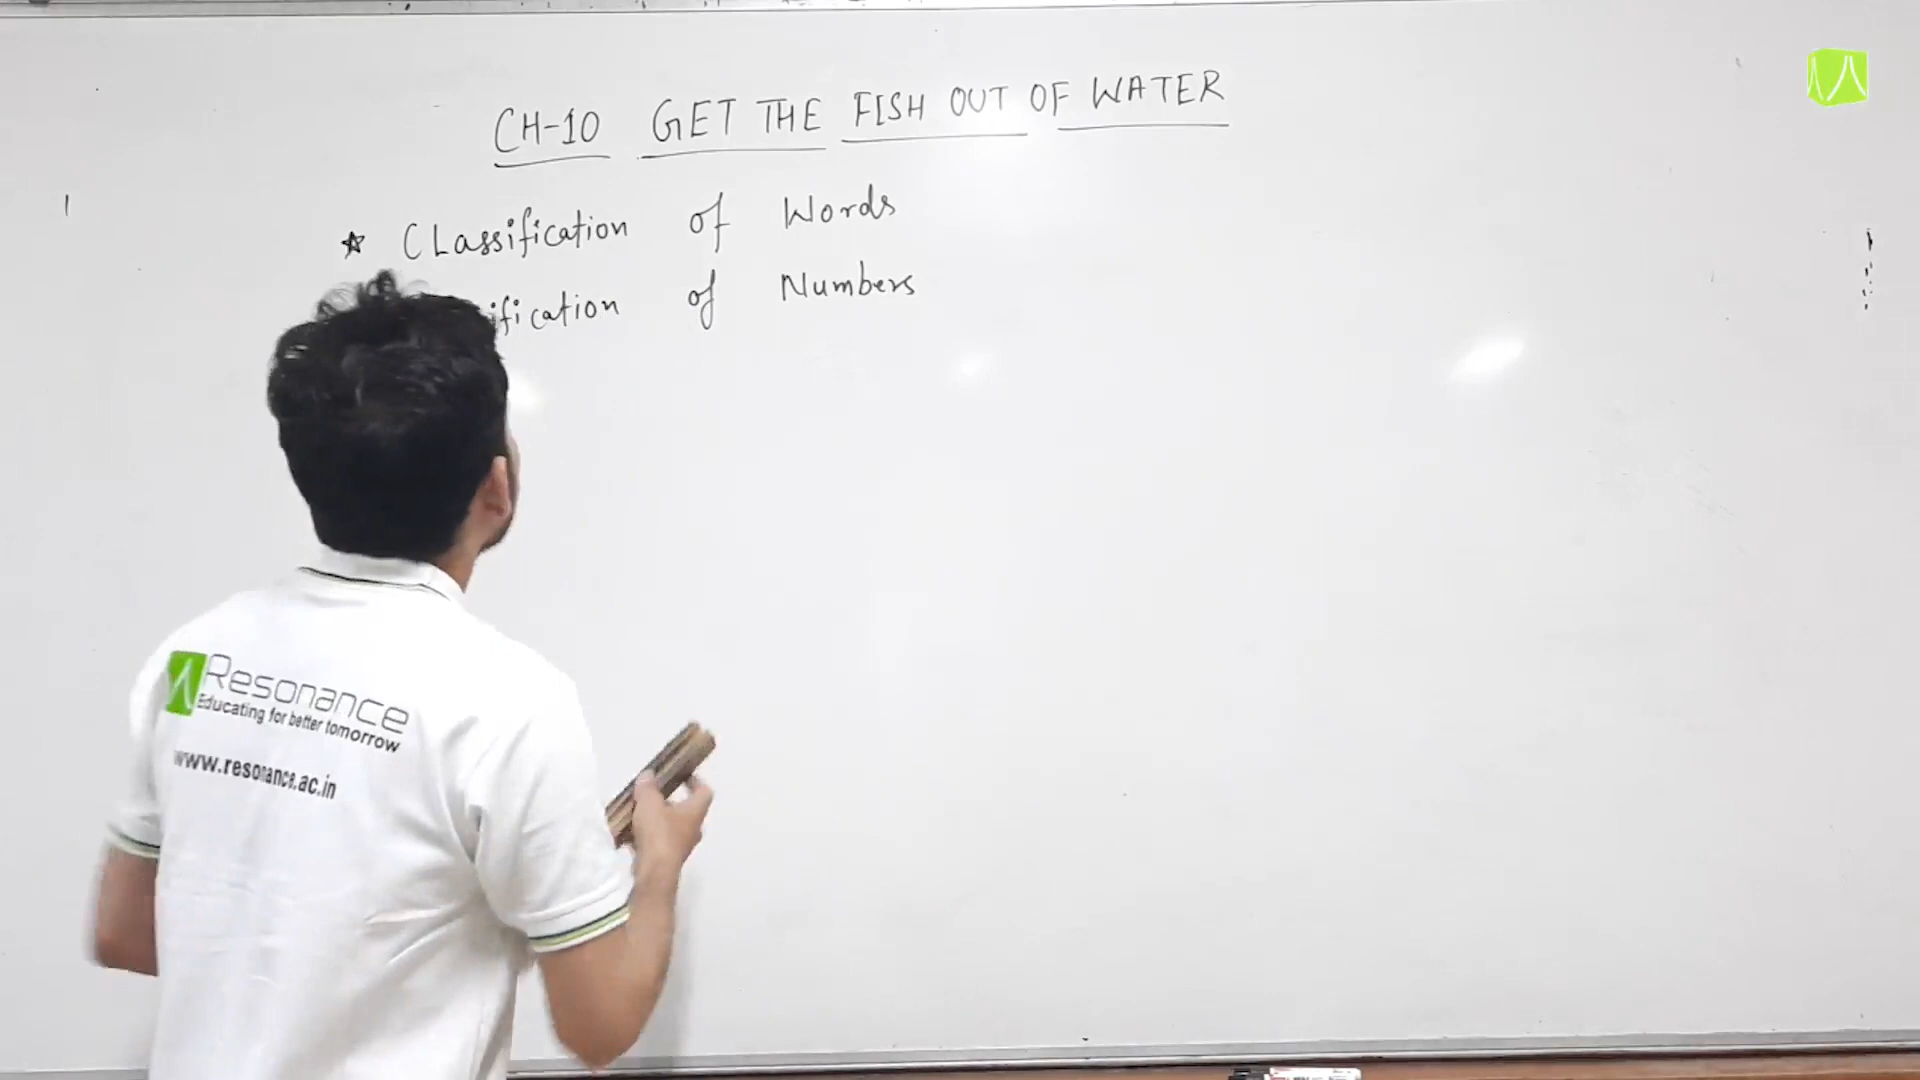 CH-10 GET THE FISH OUT OF WATER
CLassification of Words
ification of Numbers
Resonance
Educating for better tomorrow
www.resonance.ac.in